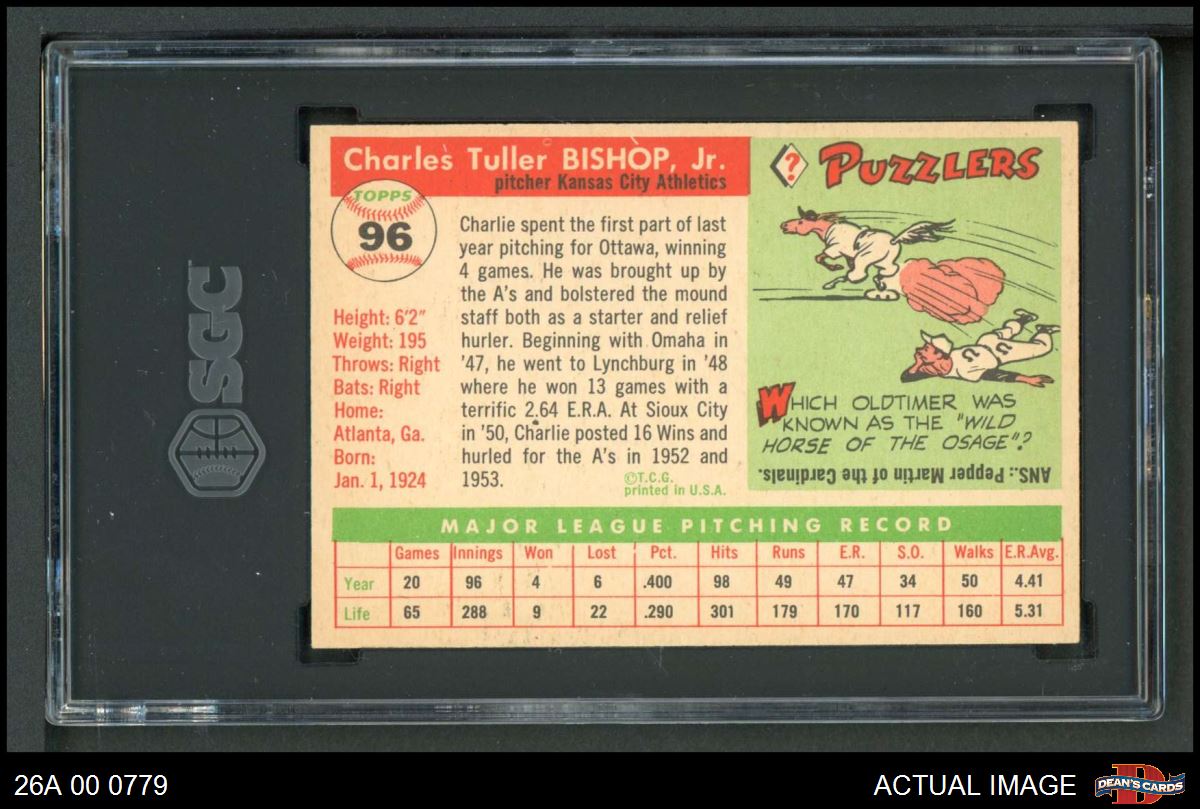 SGC
Charles Tuller BISHOP, Jr.
pitcher Kansas City Athletics
TOPPS
96
Height: 6'2"
Weight: 195
Throws: Right
Bats: Right
Home:
Atlanta, Ga.
Born:
Jan. 1, 1924
Charlie spent the first part of last
year pitching for Ottawa, winning
4 games. He was brought up by
the A's and bolstered the mound
staff both as a starter and relief
hurler. Beginning with Omaha in
'47, he went to Lynchburg in '48
where he won 13 games with a
terrific 2.64 E.R.A. At Sioux City
in '50, Charlie posted 16 Wins and
hurled for the A's in 1952 and
1953.
©T.C.G.
printed in U.S.A.
? PUZZLERS
WHICH OLDTIMER WAS
KNOWN AS THE "WILD
HORSE OF THE OSAGE"?
ANS.: Pepper Martin of the Cardinals.
MAJOR LEAGUE PITCHING RECORD
Games Innings Won Lost Pct. Hits Runs E.R. S.O. Walks E.R.Avg.
Year 20 96 4 6 .400 98 49 47 34 50 4.41
Life 65 288 9 22 .290 301 179 170 117 160 5.31
26A 00 0779
ACTUAL IMAGE
D
DEAN'S CARDS